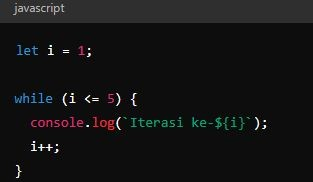 javascript
let i = 1;
while (i <= 5) {
console.log(`Iterasi ke-${i}`);
i++;
}